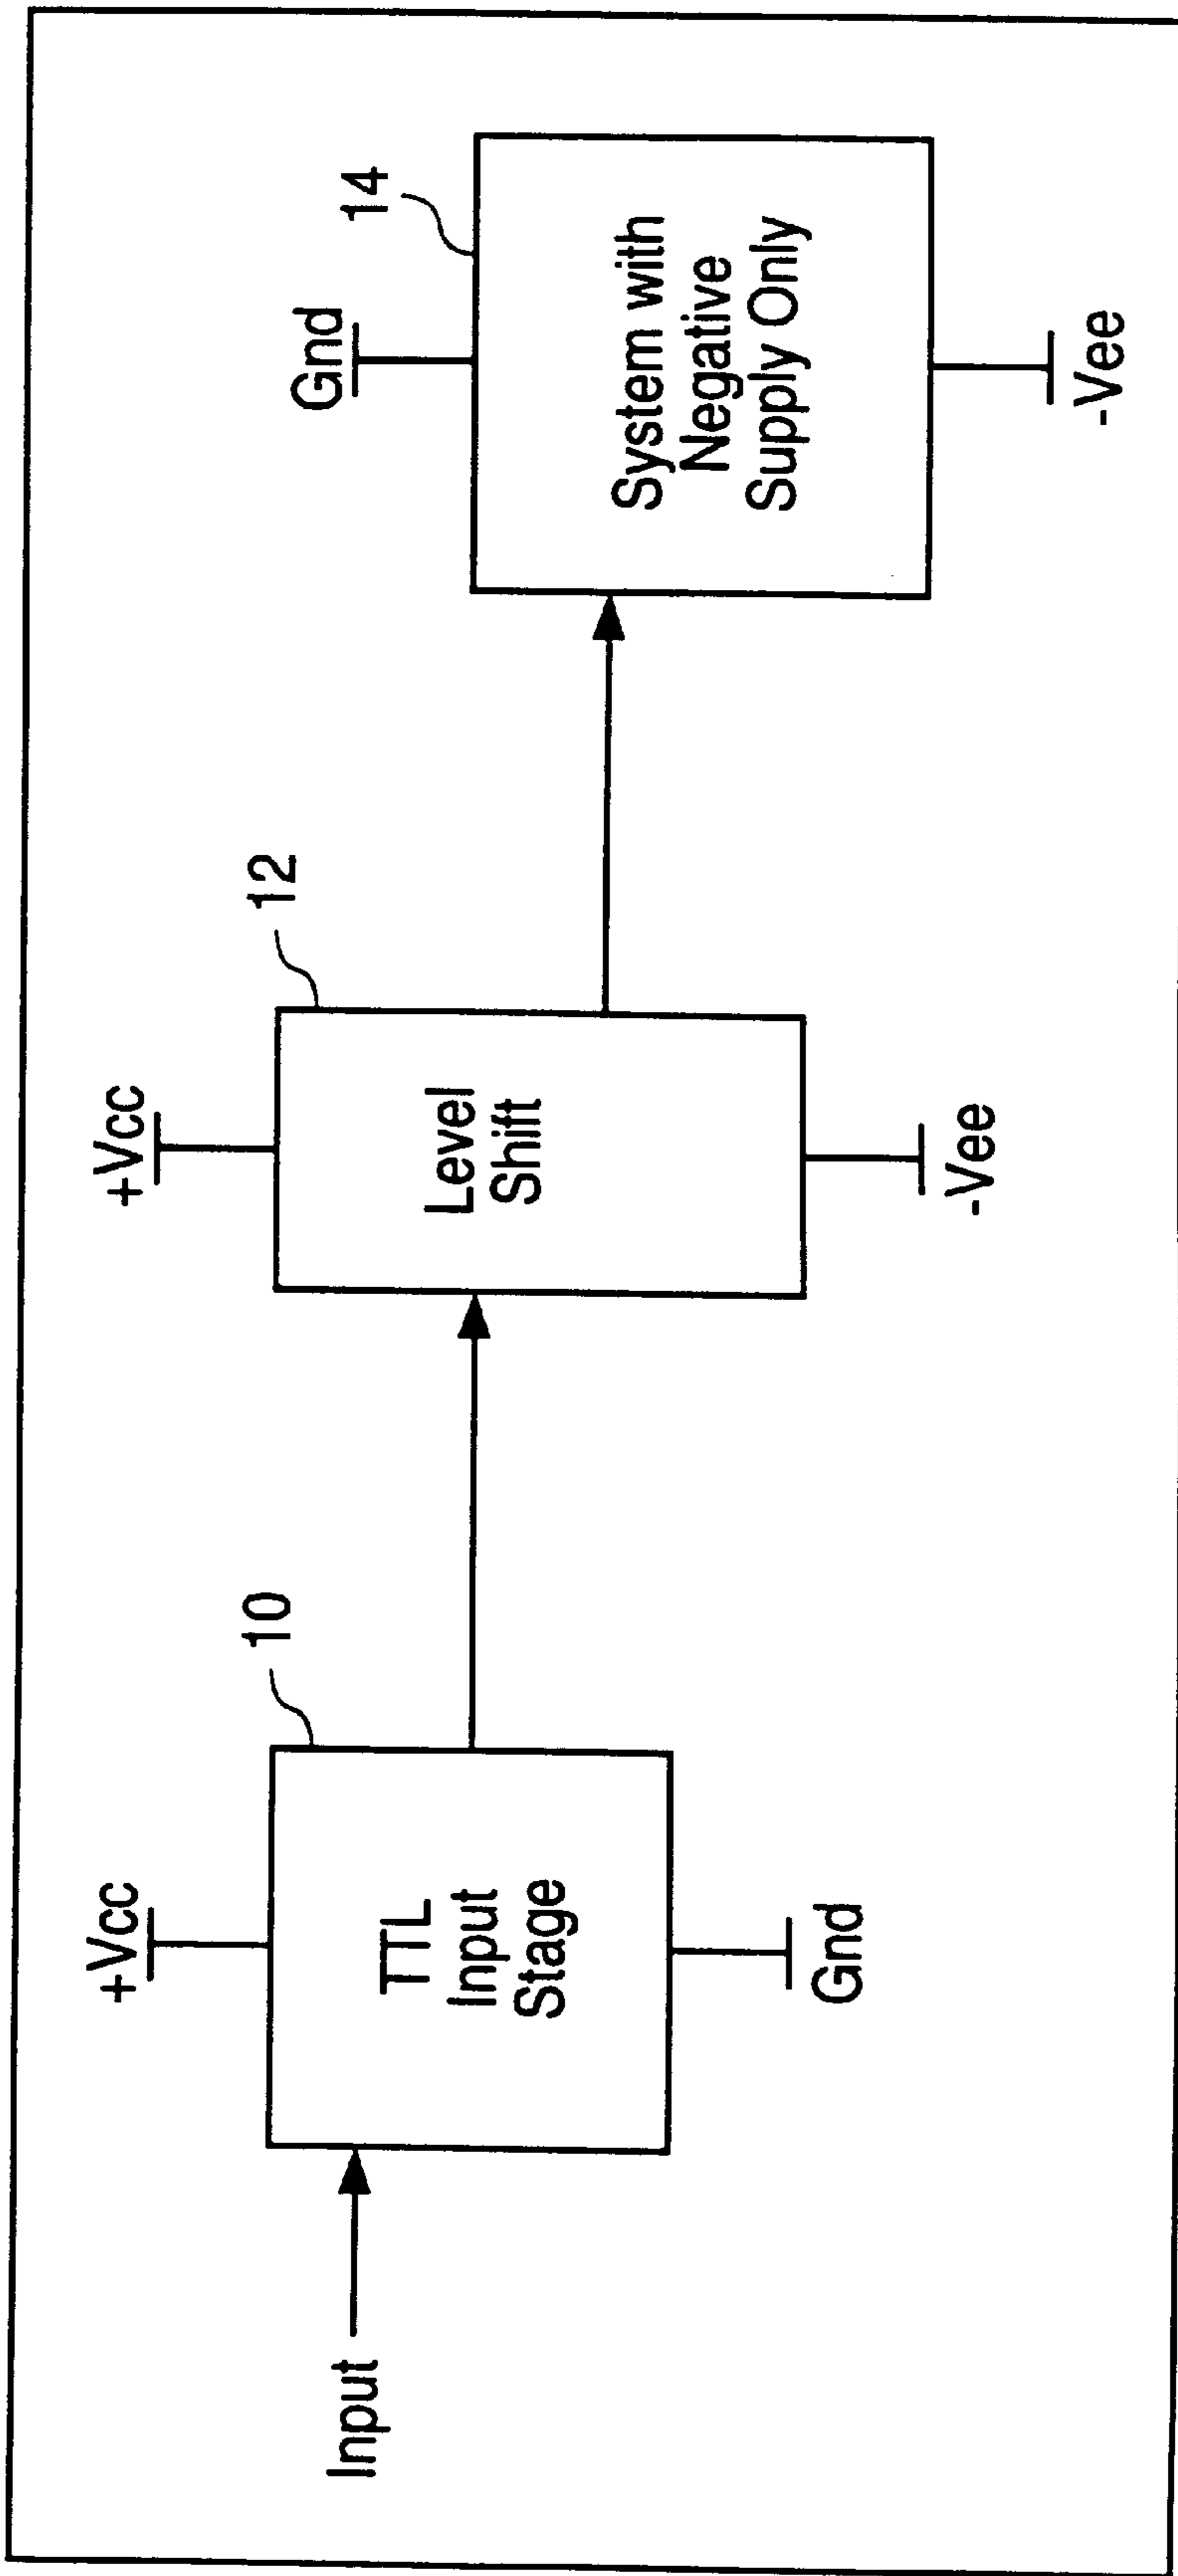 Input
+Vcc
10
TTL
Input
Stage
Gnd
+Vcc
12
Level
Shift
-Vee
Gnd
14
System with
Negative
Supply Only
-Vee